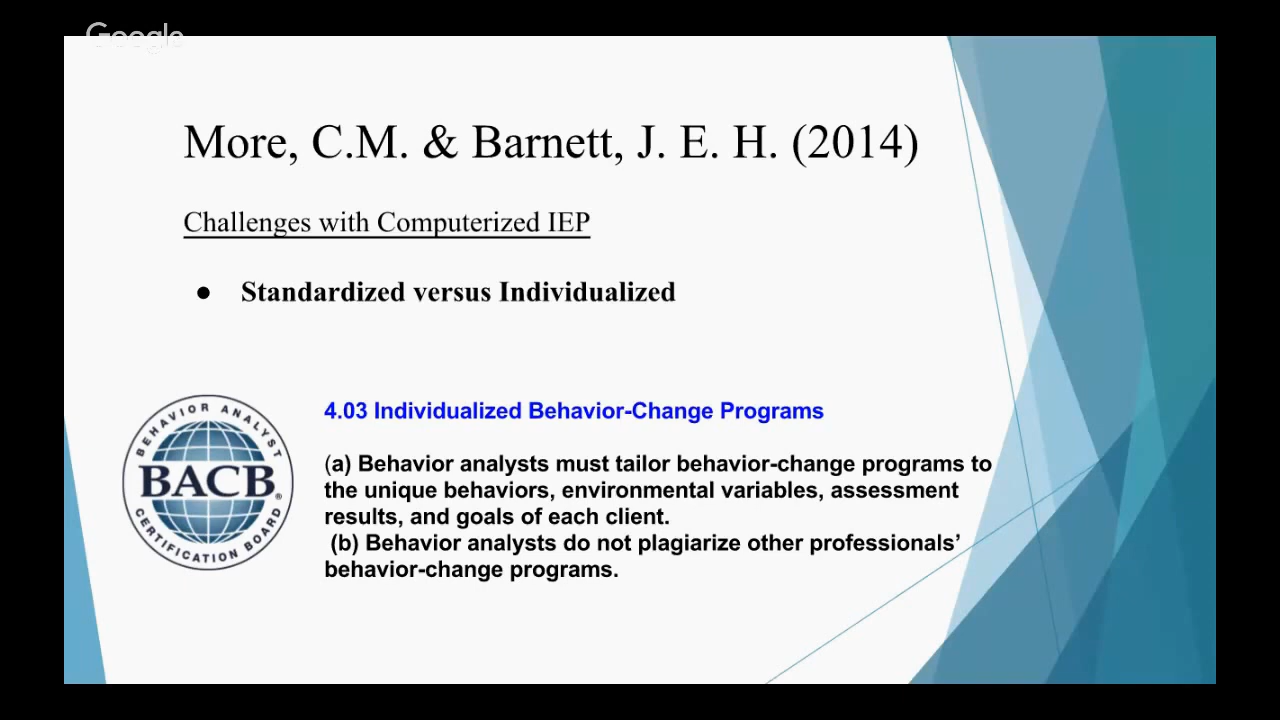 Google
More, C.M. & Barnett, J. E. H. (2014)
Challenges with Computerized IEP
● Standardized versus Individualized
BEHAVIOR ANALYST
BACB®
CERTIFICATION BOARD
4.03 Individualized Behavior-Change Programs
(a) Behavior analysts must tailor behavior-change programs to
the unique behaviors, environmental variables, assessment
results, and goals of each client.
(b) Behavior analysts do not plagiarize other professionals’
behavior-change programs.